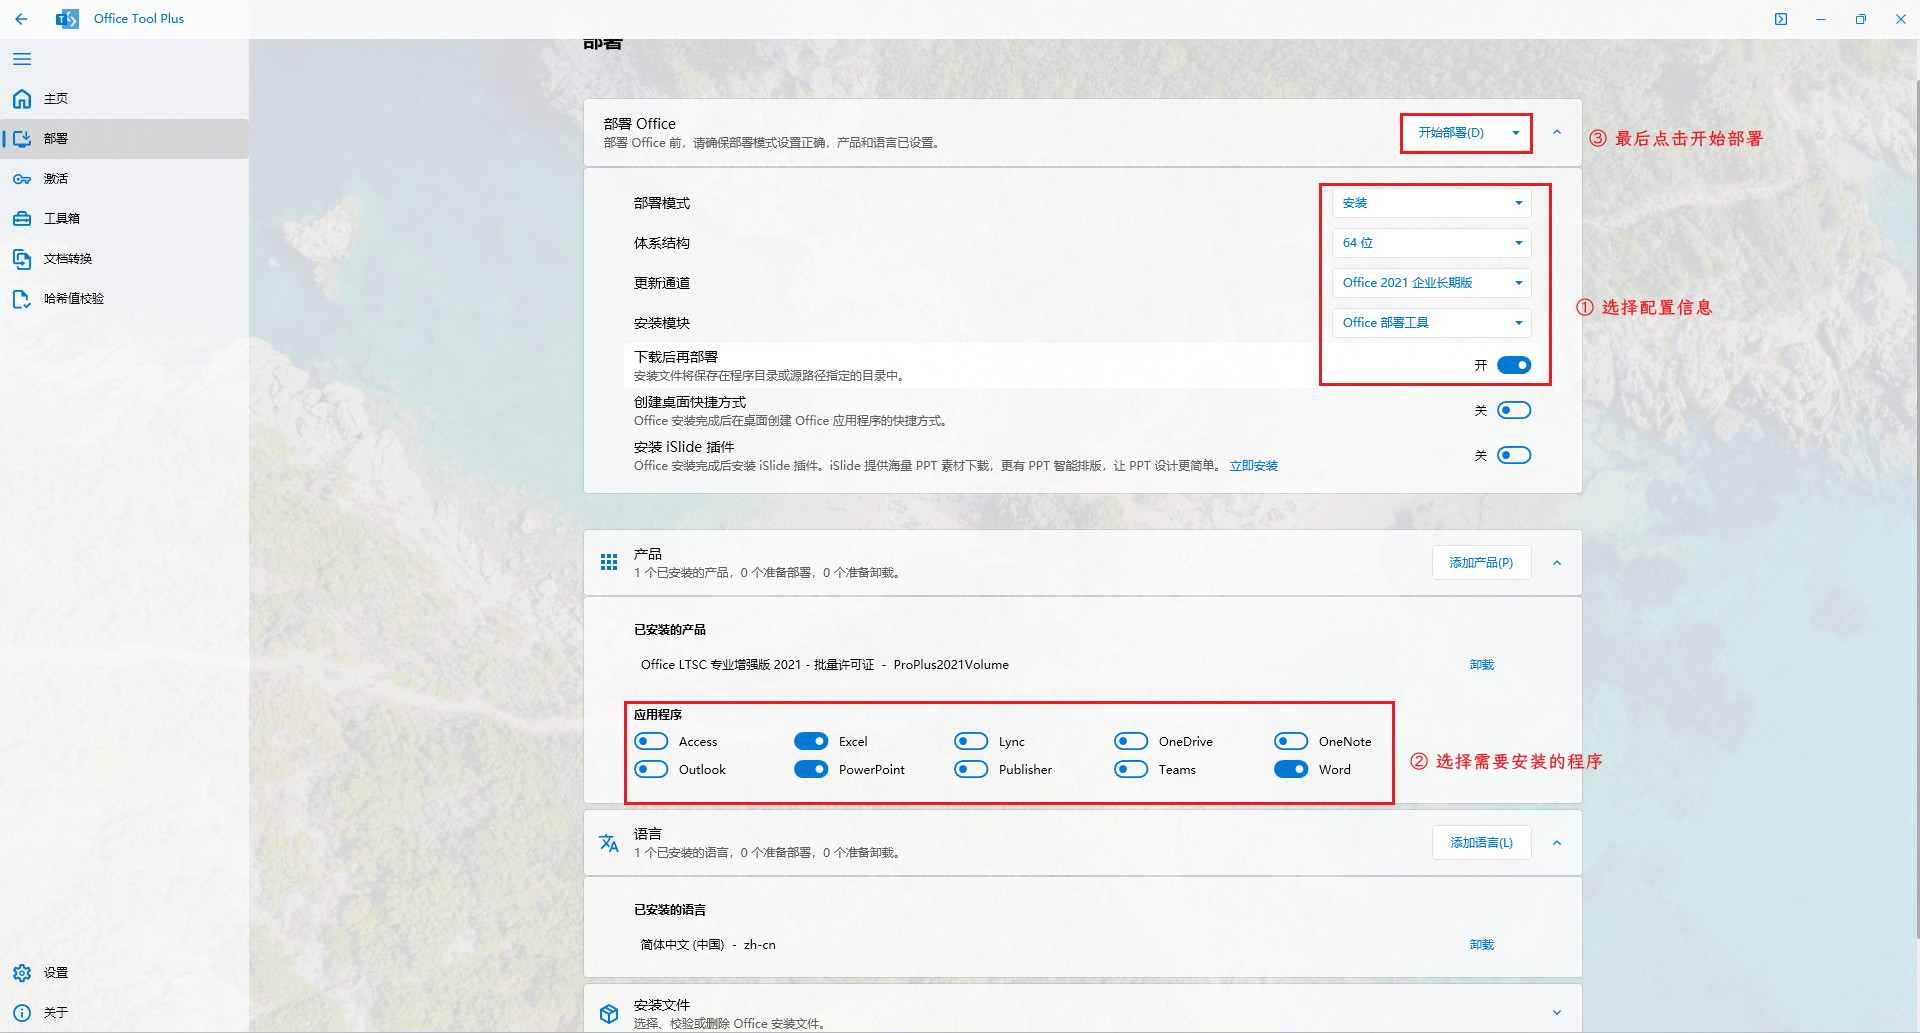 Office Tool Plus
主页
部署
激活
工具箱
文档转换
哈希值校验
设置
关于
部署
部署 Office
部署 Office 前，请确保部署模式设置正确，产品和语言已设置。
开始部署(D)
③ 最后点击开始部署
部署模式
安装
体系结构
64 位
更新通道
Office 2021 企业长期版
① 选择配置信息
安装模块
Office 部署工具
下载后再部署
安装文件将保存在程序目录或源路径指定的目录中。
开
创建桌面快捷方式
Office 安装完成后在桌面创建 Office 应用程序的快捷方式。
关
安装 iSlide 插件
Office 安装完成后安装 iSlide 插件。iSlide 提供海量 PPT 素材下载，更有 PPT 智能排版，让 PPT 设计更简单。 立即安装
关
产品
1 个已安装的产品，0 个准备部署，0 个准备卸载。
添加产品(P)
已安装的产品
Office LTSC 专业增强版 2021 - 批量许可证 - ProPlus2021Volume
卸载
应用程序
Access Excel Lync OneDrive OneNote
Outlook PowerPoint Publisher Teams Word
② 选择需要安装的程序
语言
1 个已安装的语言，0 个准备部署，0 个准备卸载。
添加语言(L)
已安装的语言
简体中文 (中国) - zh-cn
卸载
安装文件
选择、校验或删除 Office 安装文件。